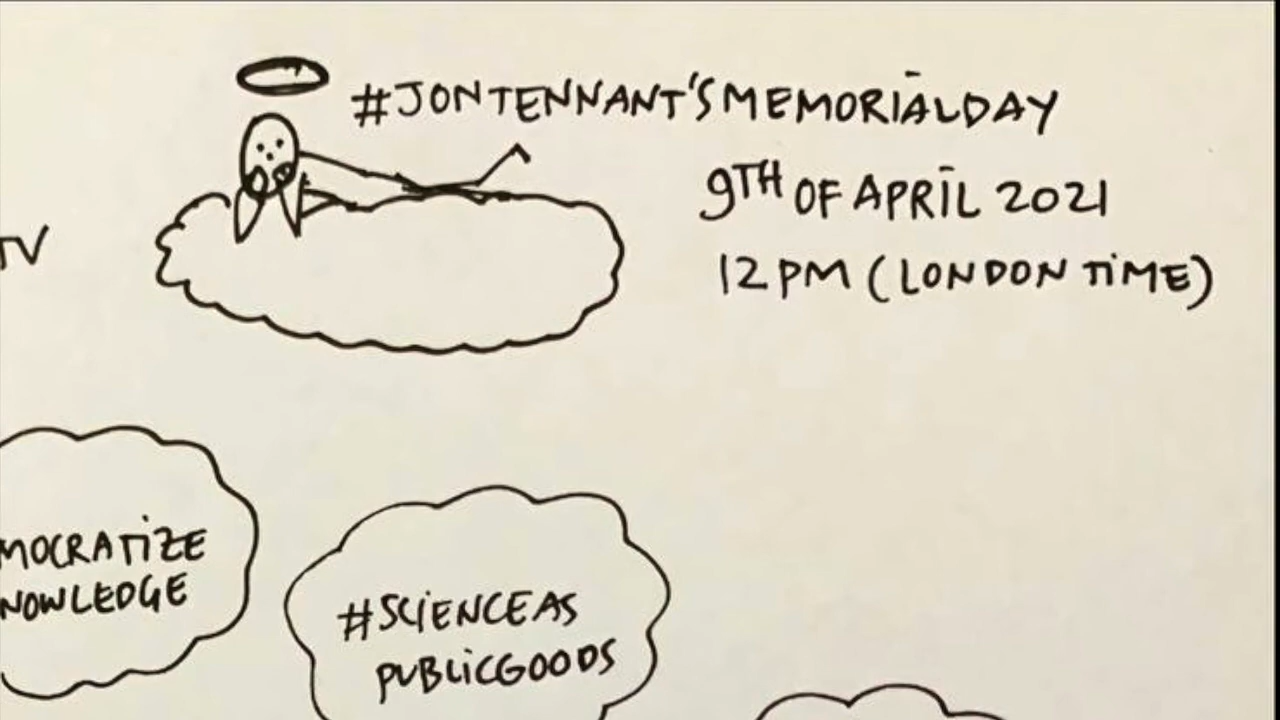 #JONTENNANT'SMEMORIALDAY
9TH OF APRIL 2021
12 PM (LONDON TIME)
TV
MOCRATIZE
NOWLEDGE
#SCIENCEAS
PUBLICGOODS